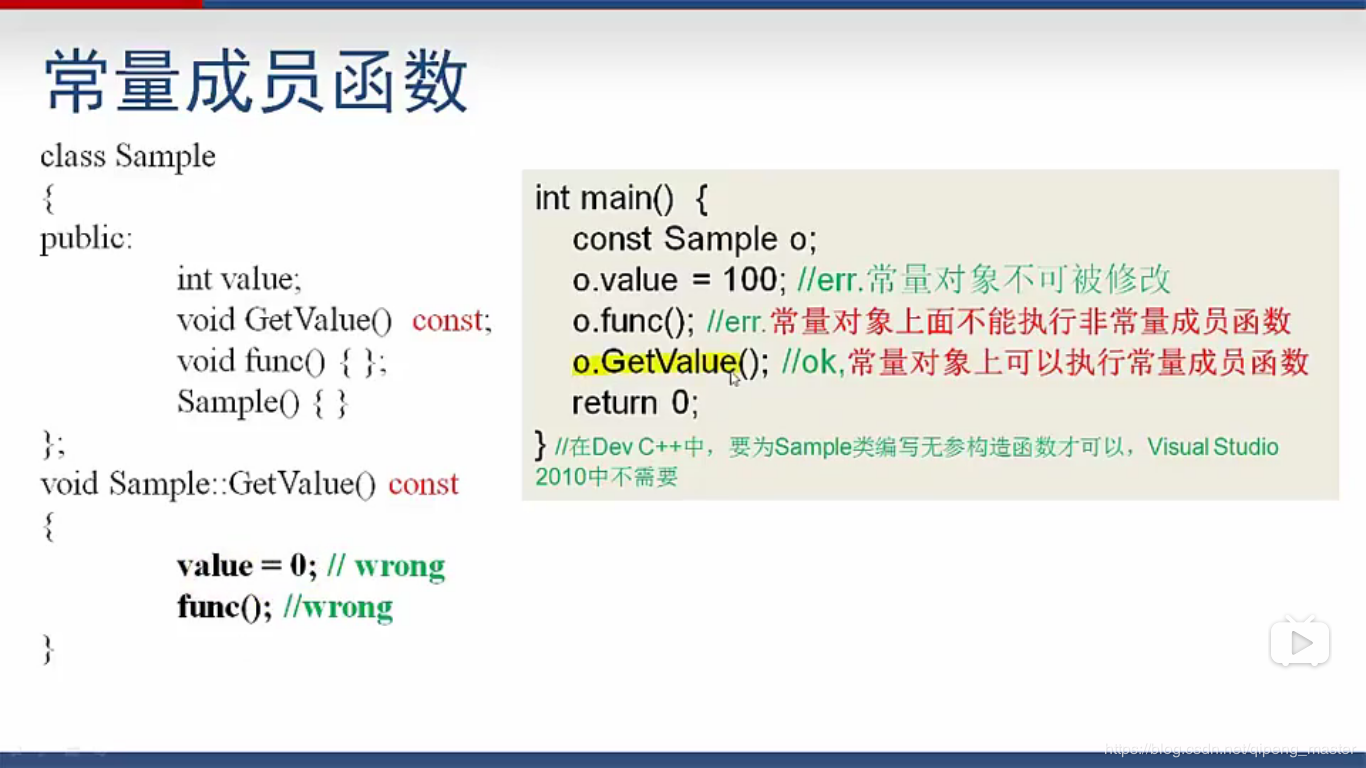 常量成员函数
class Sample
{
public:
int value;
void GetValue() const;
void func() { };
Sample() { }
};
void Sample::GetValue() const
{
value = 0; // wrong
func(); //wrong
}
int main() {
const Sample o;
o.value = 100; //err.常量对象不可被修改
o.func(); //err.常量对象上面不能执行非常量成员函数
o.GetValue(); //ok,常量对象上可以执行常量成员函数
return 0;
} //在Dev C++中，要为Sample类编写无参构造函数才可以，Visual Studio
2010中不需要
https://blog.csdn.net/qipeng_master